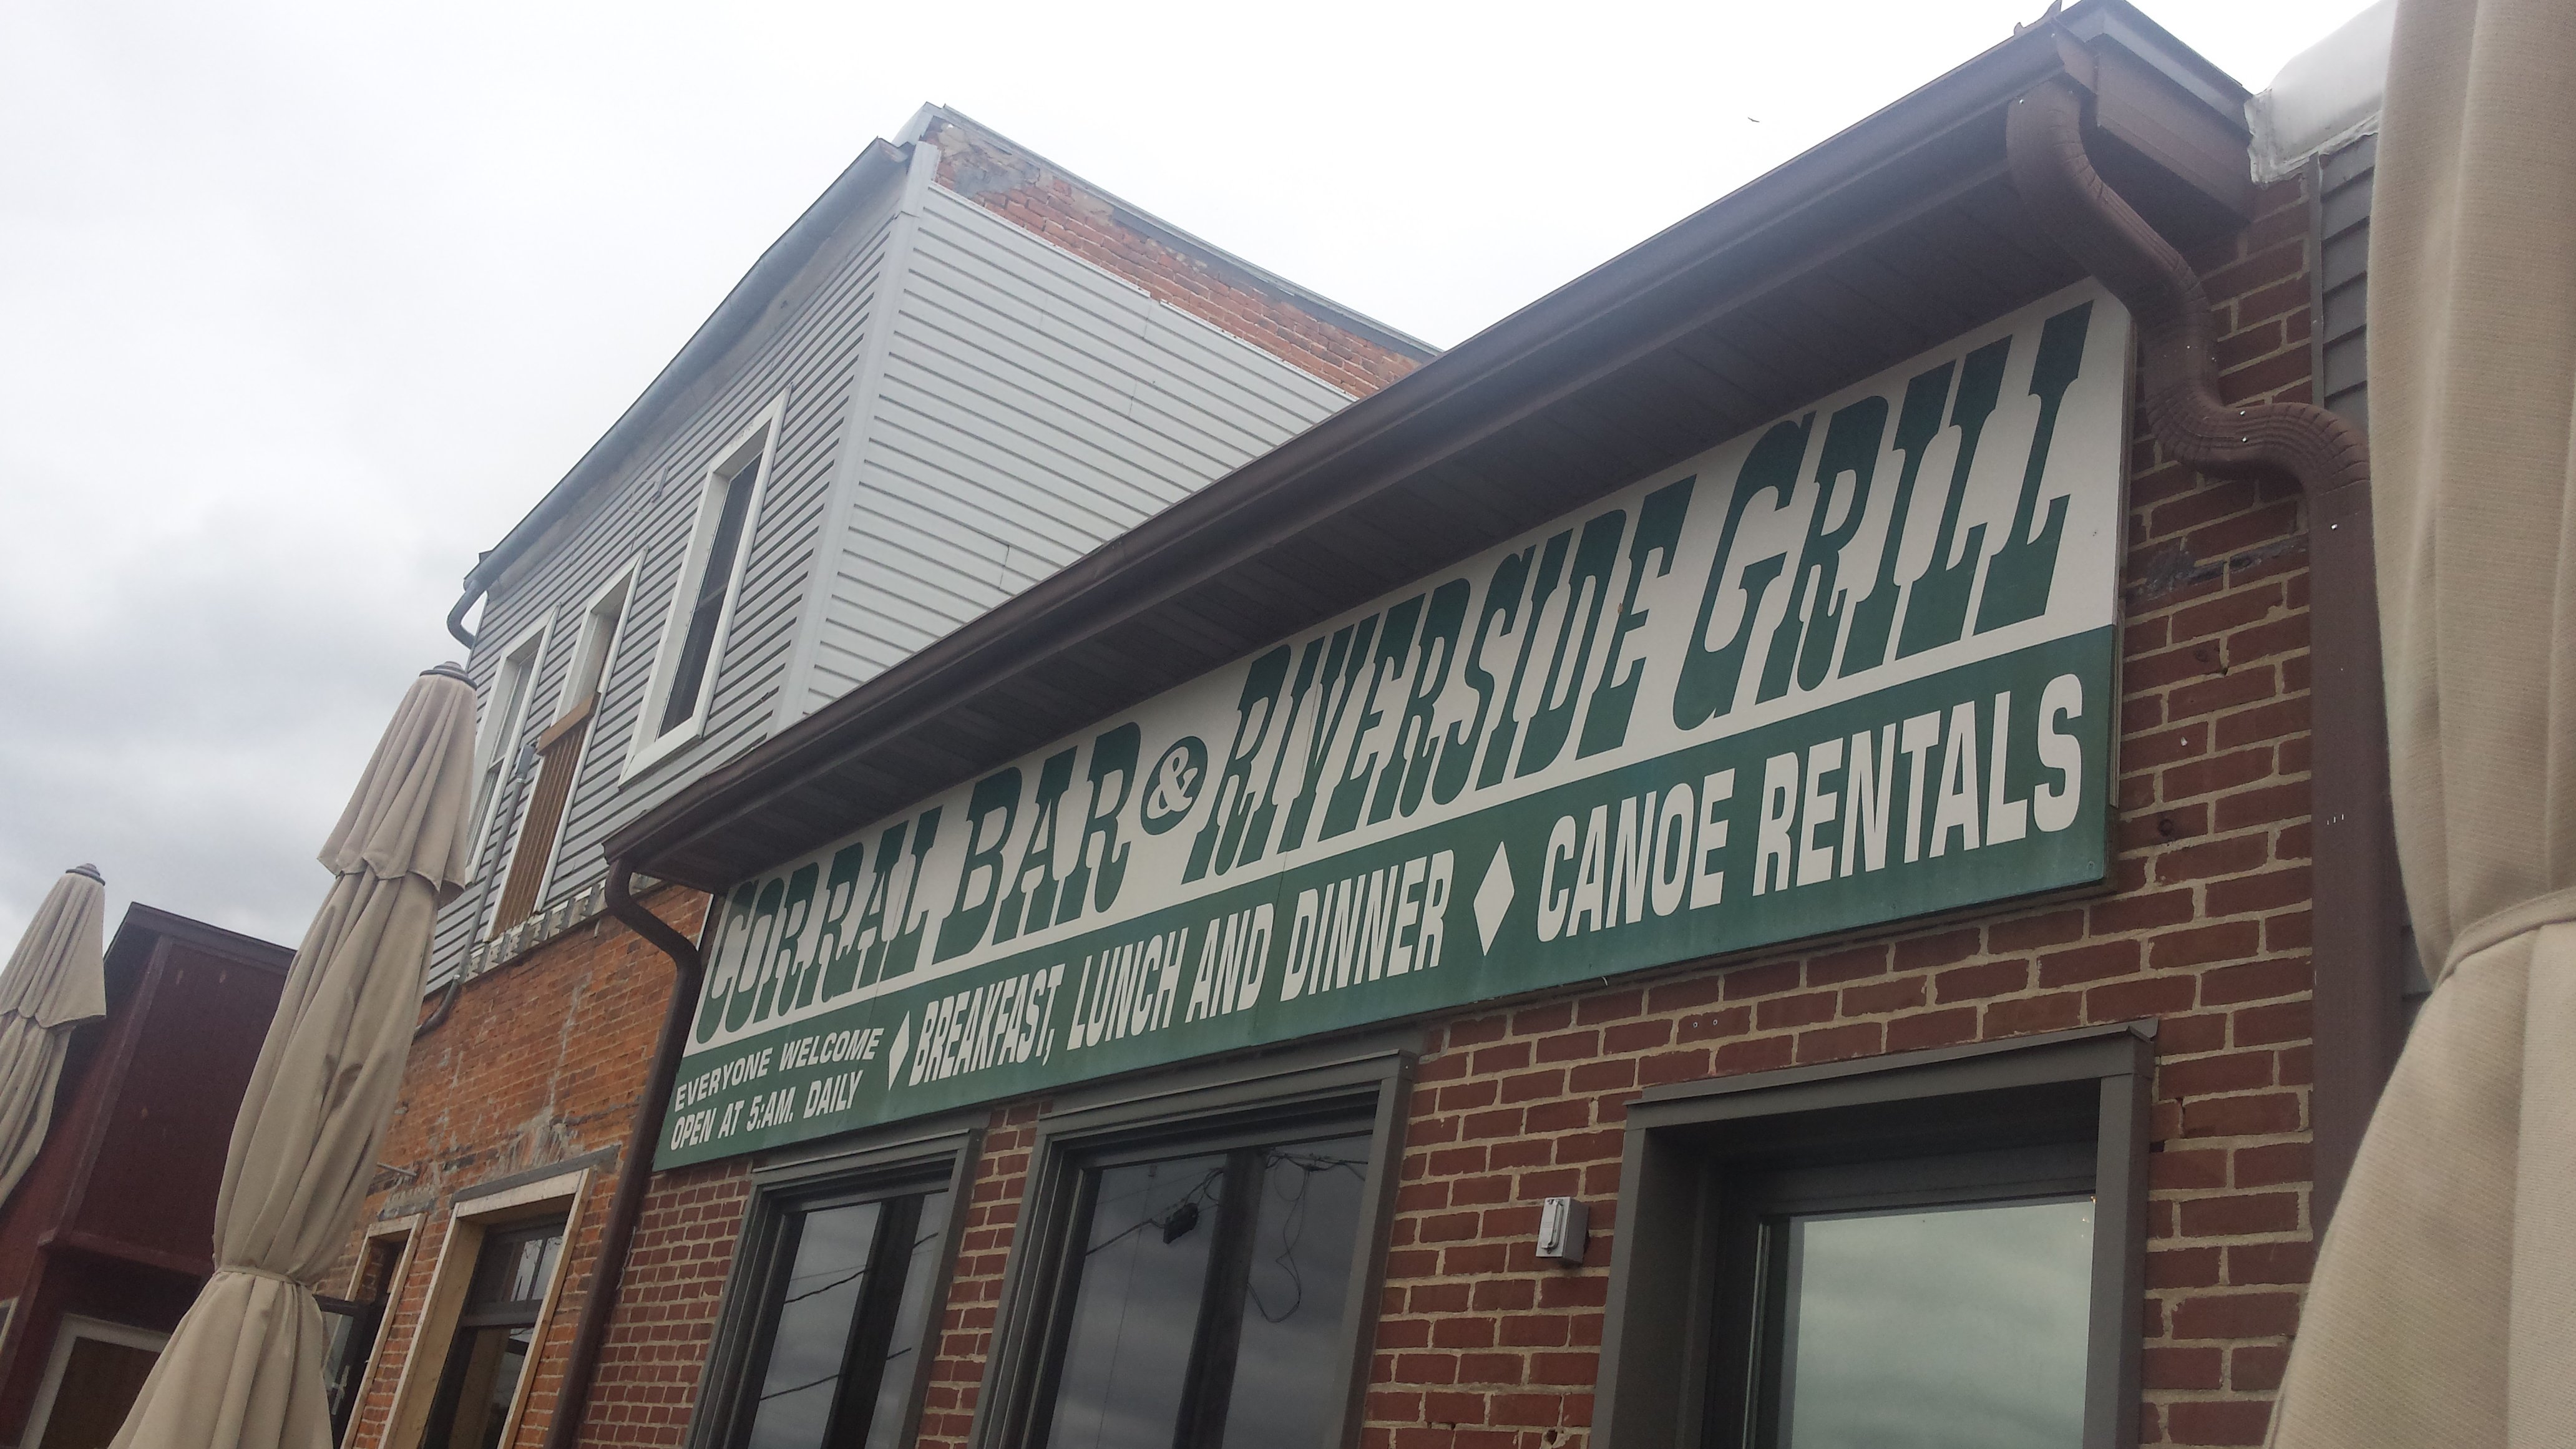 CORRAL BAR & RIVERSIDE GRILL
EVERYONE WELCOME
OPEN AT 5:AM. DAILY
♦ BREAKFAST, LUNCH AND DINNER ♦ CANOE RENTALS